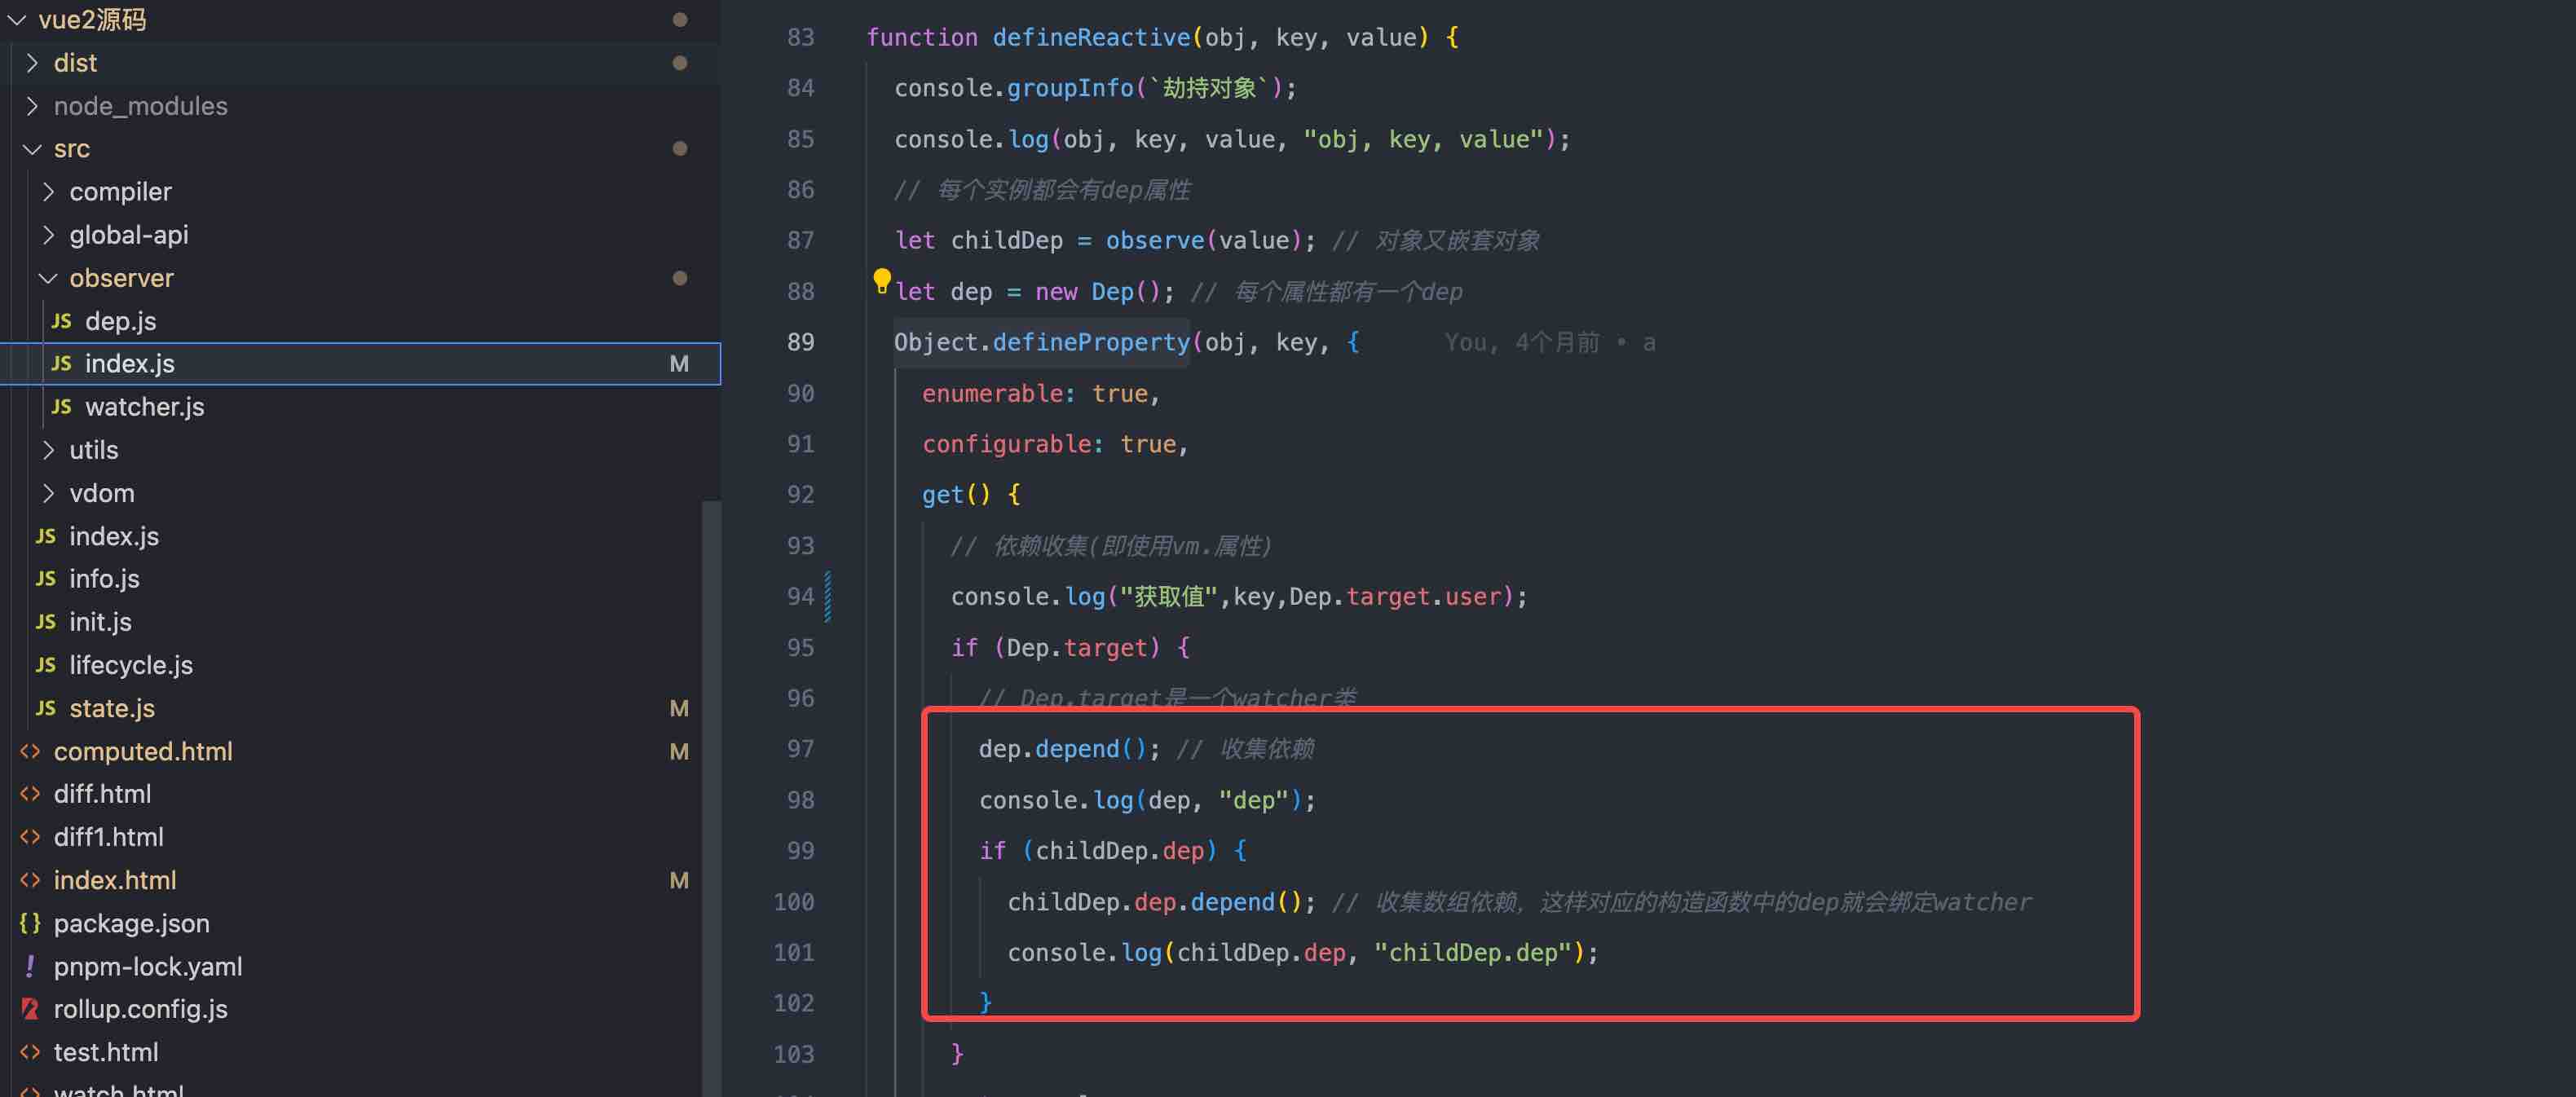 vue2源码
dist
node_modules
src
compiler
global-api
observer
JS dep.js
JS index.js M
JS watcher.js
utils
vdom
JS index.js
JS info.js
JS init.js
JS lifecycle.js
JS state.js M
<> computed.html M
<> diff.html
<> diff1.html
<> index.html M
{} package.json
! pnpm-lock.yaml
rollup.config.js
<> test.html
<> watch.html
83 function defineReactive(obj, key, value) {
84 console.groupInfo(`劫持对象`);
85 console.log(obj, key, value, "obj, key, value");
86 // 每个实例都会有dep属性
87 let childDep = observe(value); // 对象又嵌套对象
88 let dep = new Dep(); // 每个属性都有一个dep
89 Object.defineProperty(obj, key, { You, 4个月前 • a
90 enumerable: true,
91 configurable: true,
92 get() {
93 // 依赖收集(即使用vm.属性)
94 console.log("获取值",key,Dep.target.user);
95 if (Dep.target) {
96 // Dep.target是一个watcher类
97 dep.depend(); // 收集依赖
98 console.log(dep, "dep");
99 if (childDep.dep) {
100 childDep.dep.depend(); // 收集数组依赖，这样对应的构造函数中的dep就会绑定watcher
101 console.log(childDep.dep, "childDep.dep");
102 }
103 }